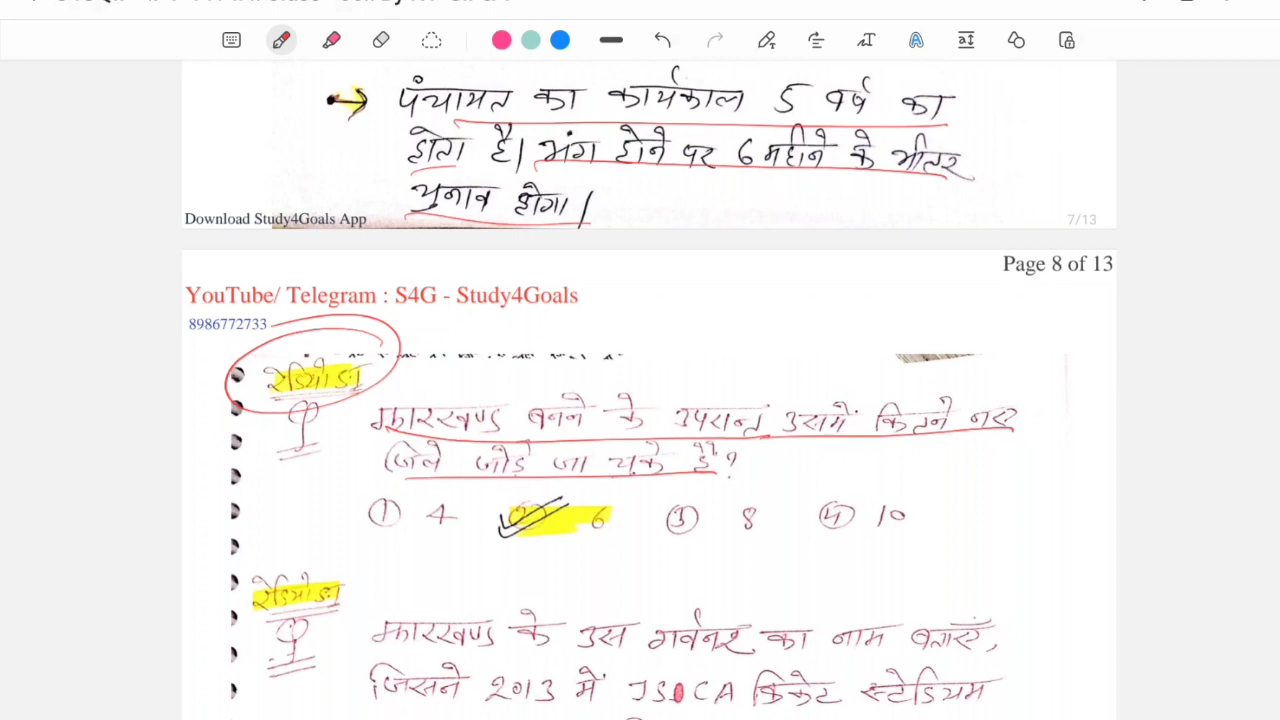 पंचायत का कार्यकाल 5 वर्ष का
होता है। भंग होने पर 6 महीने के भीतर
चुनाव होगा।
Download Study4Goals App
7/13
Page 8 of 13
YouTube/ Telegram : S4G - Study4Goals
8986772733
रेडियो
झारखण्ड बनने के उपरान्त उसमें कितने नए
जिले जोड़े जा चुके हैं?
① 4 ② 6 ③ 8 ④ 10
रेडियो
झारखण्ड के उस गर्वनर का नाम बताएँ,
जिसने 2013 में JSCA क्रिकेट स्टेडियम